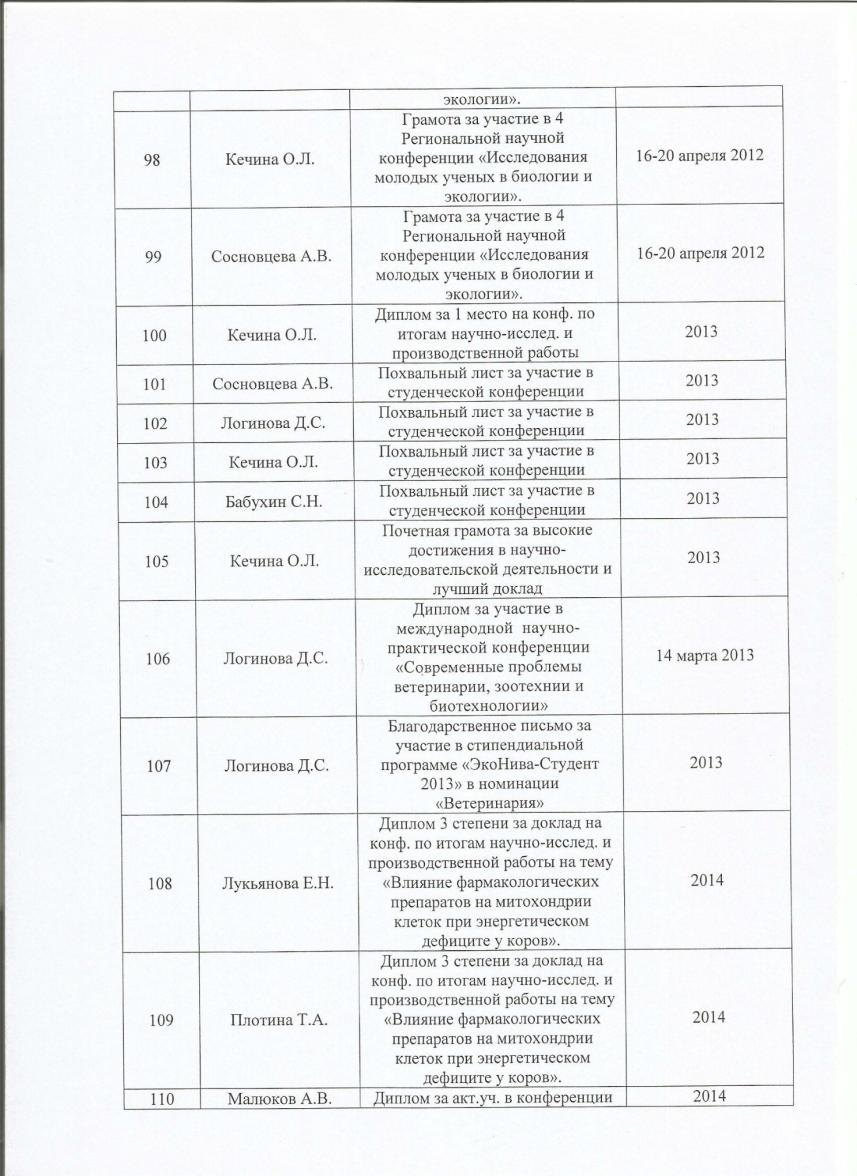 экологии».
98
Кечина О.Л.
Грамота за участие в 4
Региональной научной
конференции «Исследования
молодых ученых в биологии и
экологии».
16-20 апреля 2012
99
Сосновцева А.В.
Грамота за участие в 4
Региональной научной
конференции «Исследования
молодых ученых в биологии и
экологии».
16-20 апреля 2012
100
Кечина О.Л.
Диплом за 1 место на конф. по
итогам научно-исслед. и
производственной работы
2013
101
Сосновцева А.В.
Похвальный лист за участие в
студенческой конференции
2013
102
Логинова Д.С.
Похвальный лист за участие в
студенческой конференции
2013
103
Кечина О.Л.
Похвальный лист за участие в
студенческой конференции
2013
104
Бабухин С.Н.
Похвальный лист за участие в
студенческой конференции
2013
105
Кечина О.Л.
Почетная грамота за высокие
достижения в научно-
исследовательской деятельности и
лучший доклад
2013
106
Логинова Д.С.
Диплом за участие в
международной научно-
практической конференции
«Современные проблемы
ветеринарии, зоотехнии и
биотехнологии»
14 марта 2013
107
Логинова Д.С.
Благодарственное письмо за
участие в стипендиальной
программе «ЭкоНива-Студент
2013» в номинации
«Ветеринария»
2013
108
Лукьянова Е.Н.
Диплом 3 степени за доклад на
конф. по итогам научно-исслед. и
производственной работы на тему
«Влияние фармакологических
препаратов на митохондрии
клеток при энергетическом
дефиците у коров».
2014
109
Плотина Т.А.
Диплом 3 степени за доклад на
конф. по итогам научно-исслед. и
производственной работы на тему
«Влияние фармакологических
препаратов на митохондрии
клеток при энергетическом
дефиците у коров».
2014
110
Малюков А.В.
Диплом за акт.уч. в конференции
2014